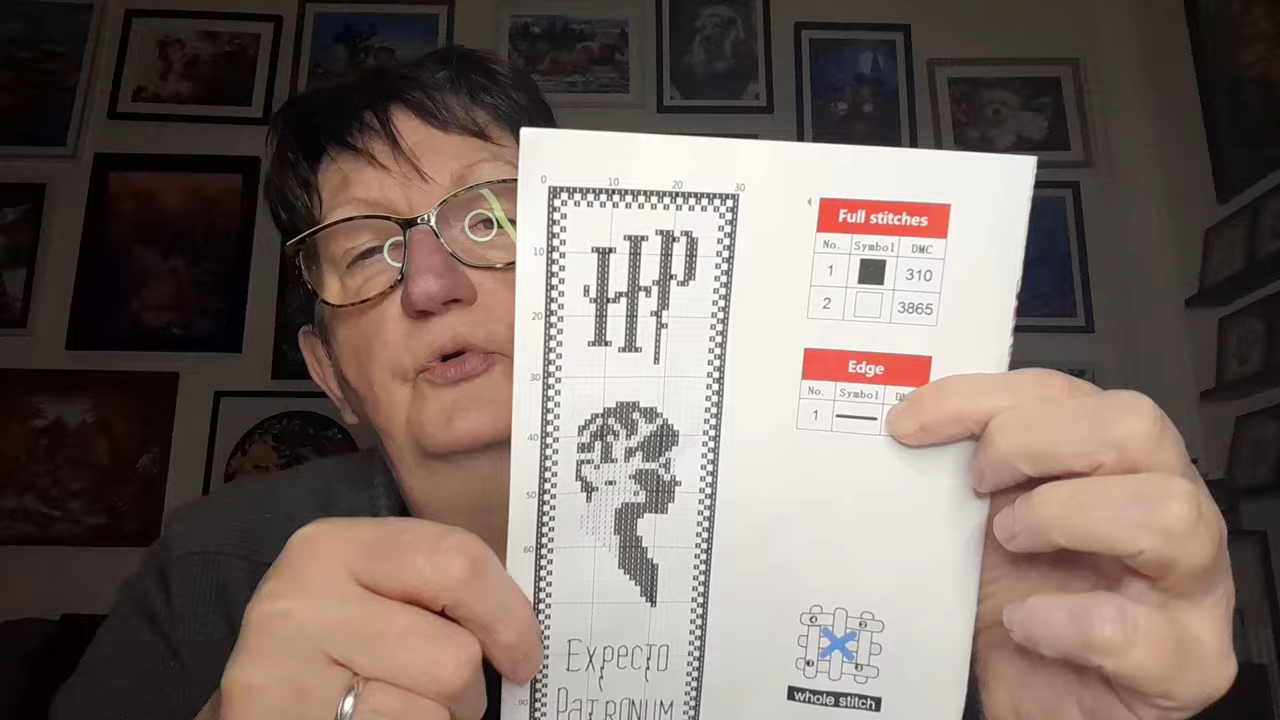 0 10 20 30
10
20
30
40
50
60
90
HP
Expecto
Patronum
Full stitches
No. Symbol DMC
1 310
2 3865
Edge
No. Symbol
1
whole stitch